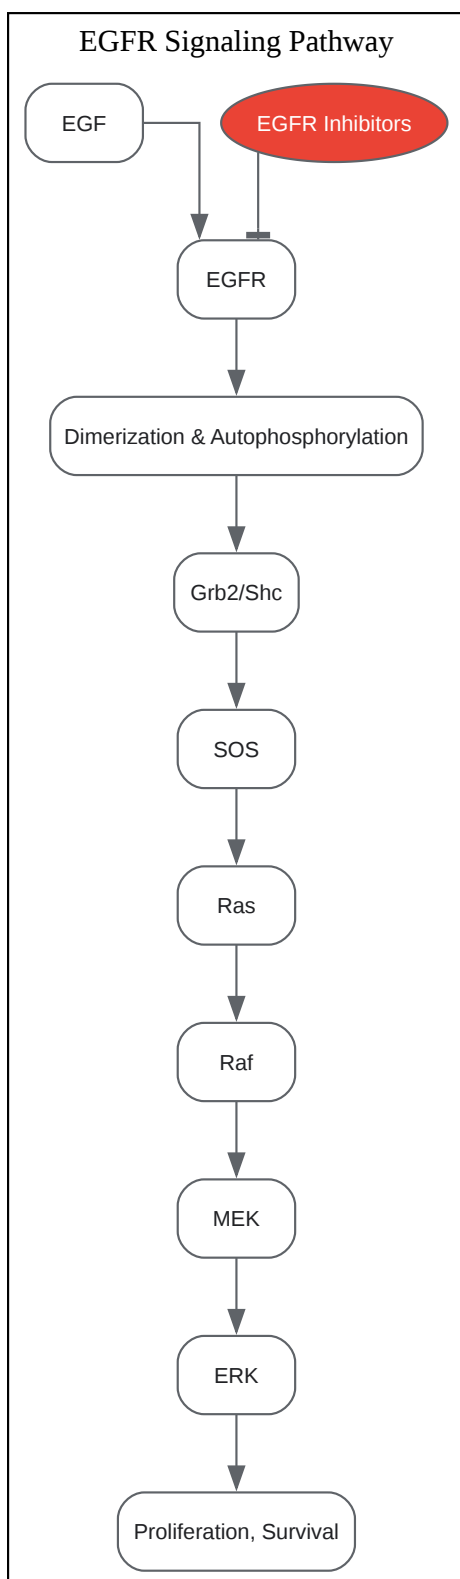 EGFR Signaling Pathway
EGF
EGFR Inhibitors
EGFR
Dimerization & Autophosphorylation
Grb2/Shc
SOS
Ras
Raf
MEK
ERK
Proliferation, Survival